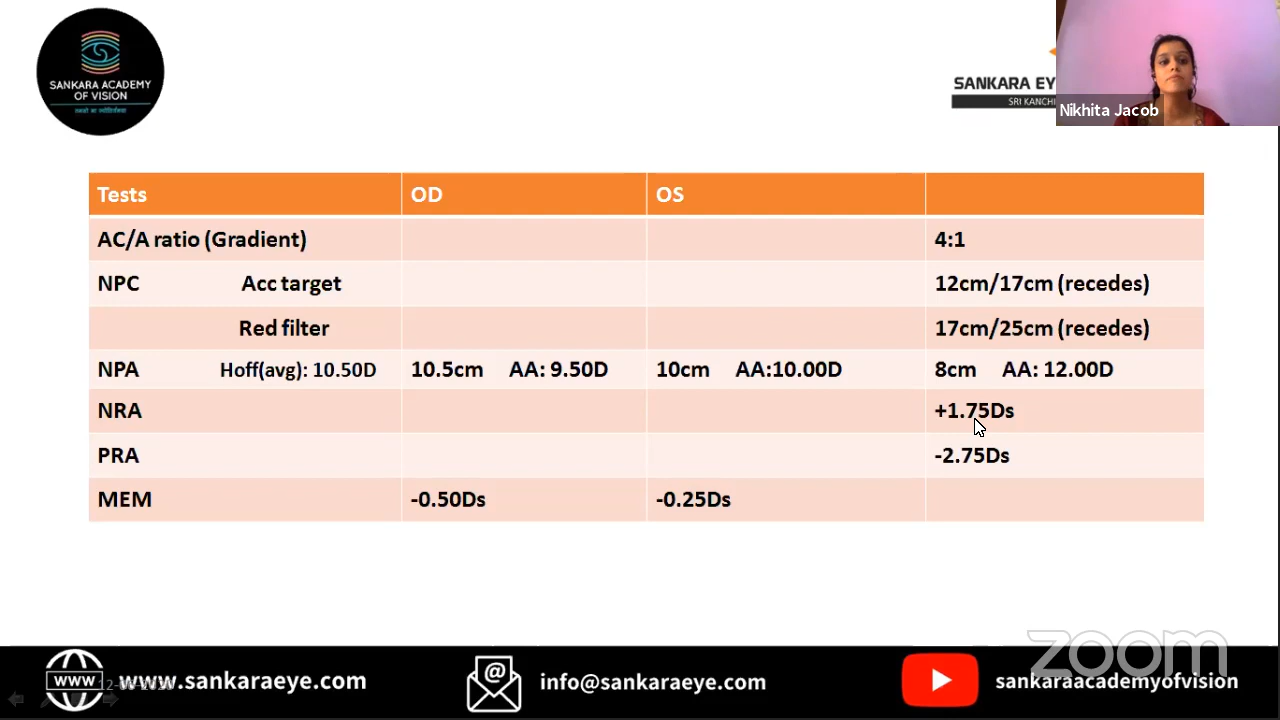 SANKARA ACADEMY
OF VISION
SANKARA EY
SRI KANCHI
Nikhita Jacob
Tests OD OS
AC/A ratio (Gradient) 4:1
NPC Acc target 12cm/17cm (recedes)
Red filter 17cm/25cm (recedes)
NPA Hoff(avg): 10.50D 10.5cm AA: 9.50D 10cm AA:10.00D 8cm AA: 12.00D
NRA +1.75Ds
PRA -2.75Ds
MEM -0.50Ds -0.25Ds
zoom
WWW www.sankaraeye.com @ info@sankaraeye.com sankaraacademyofvision